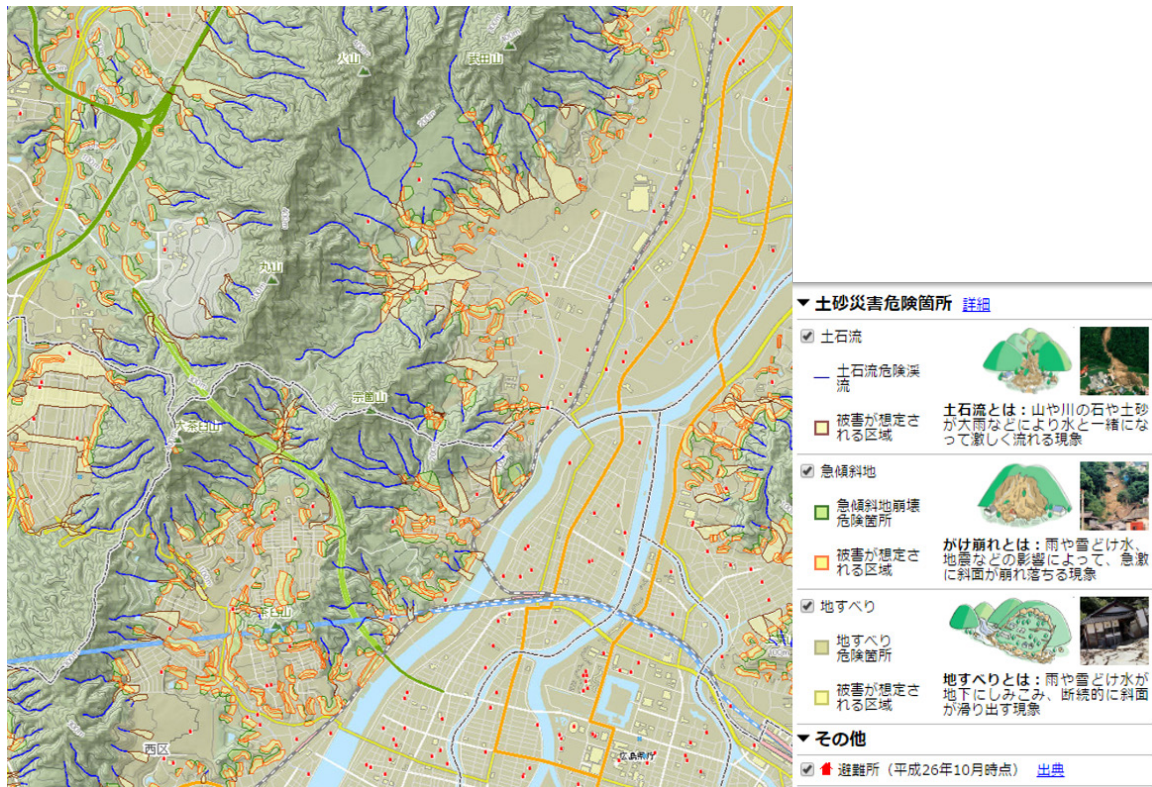 火山
武田山
丸山
宗箇山
大茶臼山
茶臼山
西区
広島県庁
200m
▼土砂災害危険箇所 詳細
土石流
土石流危険渓
流
被害が想定さ
れる区域
土石流とは：山や川の石や土砂
が大雨などにより水と一緒にな
って激しく流れる現象
急傾斜地
急傾斜地崩壊
危険箇所
被害が想定さ
れる区域
がけ崩れとは：雨や雪どけ水、
地震などの影響によって、急激
に斜面が崩れ落ちる現象
地すべり
地すべり
危険箇所
被害が想定さ
れる区域
地すべりとは：雨や雪どけ水が
地下にしみこみ、断続的に斜面
が滑り出す現象
▼その他
避難所（平成26年10月時点） 出典